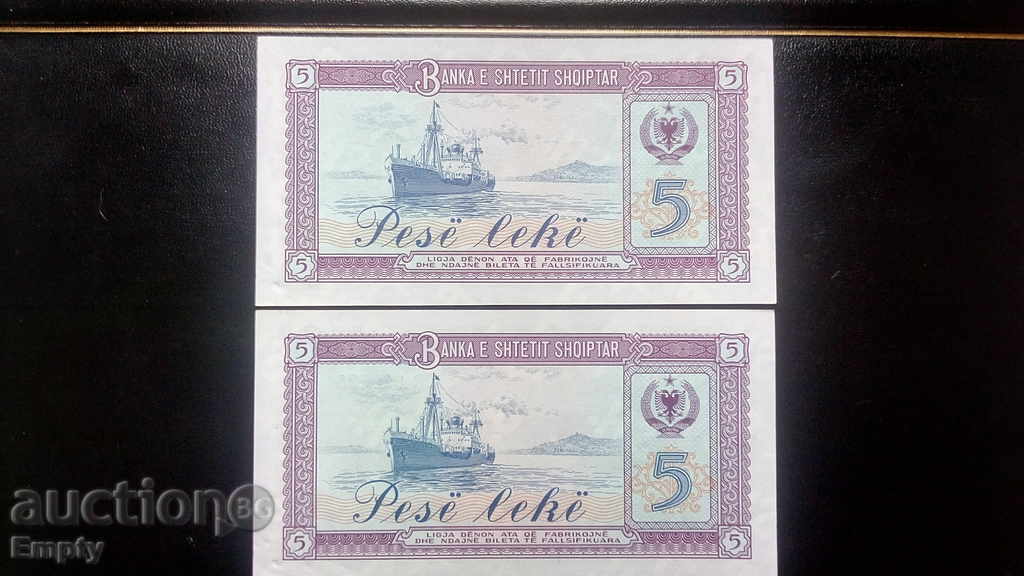 5 BANKA E SHTETIT SHQIPTAR 5
5
Pesë lekë
5 LIGJA DËNON ATA QË FABRIKOJNË 5
DHE NDAJNË BILETA TË FALLSIFIKUARA
5 BANKA E SHTETIT SHQIPTAR 5
5
Pesë lekë
5 LIGJA DËNON ATA QË FABRIKOJNË 5
DHE NDAJNË BILETA TË FALLSIFIKUARA
auction BG
Empty